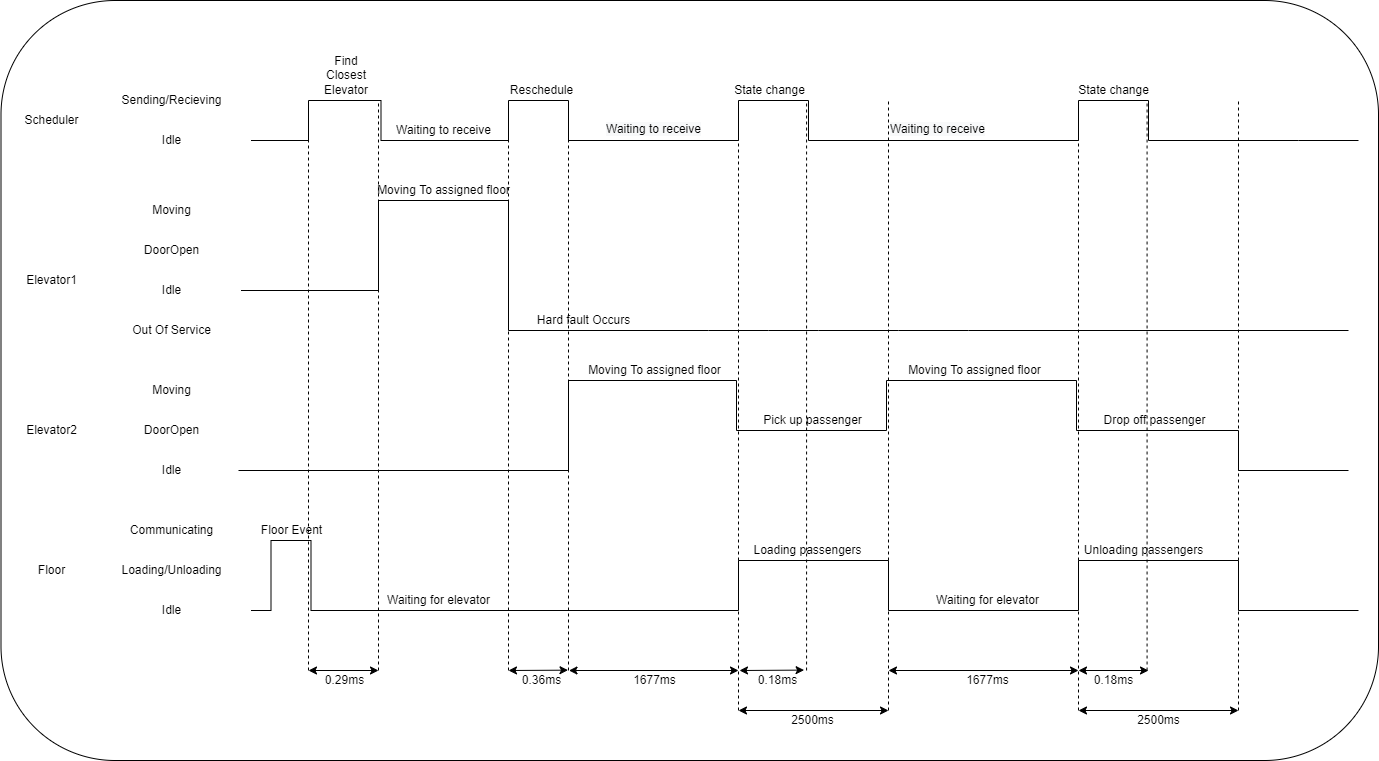 Find
Closest
Elevator
Reschedule
State change
State change
Sending/Recieving
Scheduler
Idle
Waiting to receive
Waiting to receive
Waiting to receive
Moving To assigned floor
Moving
DoorOpen
Elevator1
Idle
Out Of Service
Hard fault Occurs
Moving To assigned floor
Moving To assigned floor
Moving
Pick up passenger
Drop off passenger
Elevator2
DoorOpen
Idle
Communicating
Floor Event
Loading passengers
Unloading passengers
Floor
Loading/Unloading
Idle
Waiting for elevator
Waiting for elevator
0.29ms
0.36ms
1677ms
0.18ms
1677ms
0.18ms
2500ms
2500ms